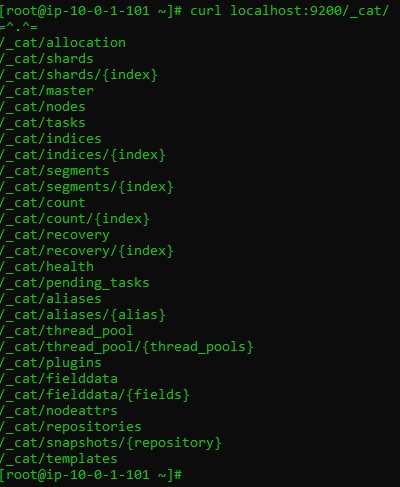 [root@ip-10-0-1-101 ~]# curl localhost:9200/_cat/
=^.^=
/_cat/allocation
/_cat/shards
/_cat/shards/{index}
/_cat/master
/_cat/nodes
/_cat/tasks
/_cat/indices
/_cat/indices/{index}
/_cat/segments
/_cat/segments/{index}
/_cat/count
/_cat/count/{index}
/_cat/recovery
/_cat/recovery/{index}
/_cat/health
/_cat/pending_tasks
/_cat/aliases
/_cat/aliases/{alias}
/_cat/thread_pool
/_cat/thread_pool/{thread_pools}
/_cat/plugins
/_cat/fielddata
/_cat/fielddata/{fields}
/_cat/nodeattrs
/_cat/repositories
/_cat/snapshots/{repository}
/_cat/templates
[root@ip-10-0-1-101 ~]#